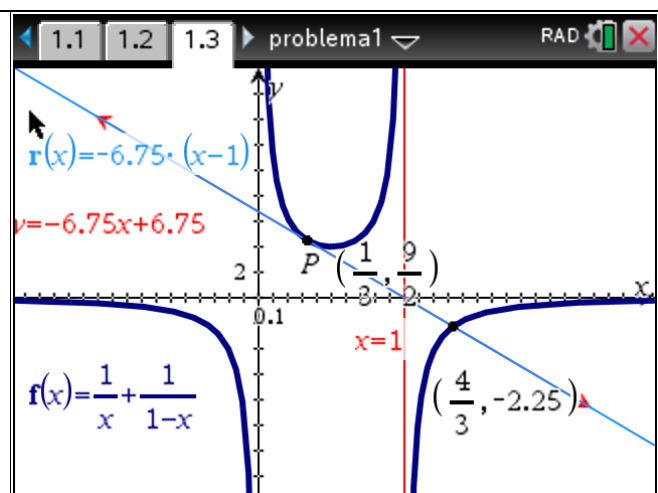 1.1 1.2 1.3 problema1 RAD
y
r(x)=-6.75·(x-1)
y=-6.75x+6.75
2
P (1/3, 9/2)
x
0.1
x=1
f(x)=1/x+1/(1-x)
(4/3, -2.25)